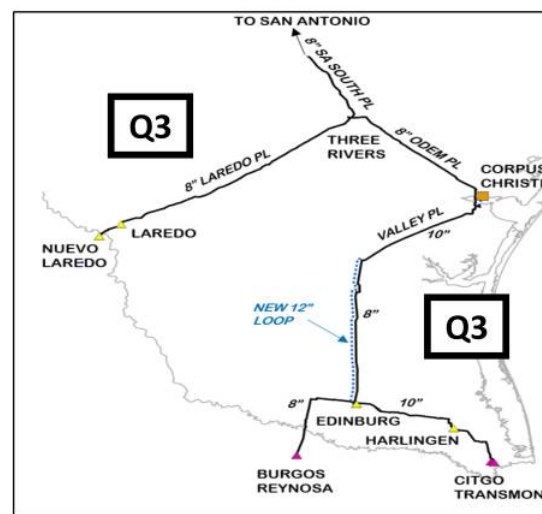 TO SAN ANTONIO
8" SA SOUTH PL
Q3
THREE
RIVERS
8" ODEM PL
8" LAREDO PL
CORPUS
CHRISTI
LAREDO
NUEVO
LAREDO
VALLEY PL
10"
NEW 12"
LOOP
8"
Q3
8"
10"
EDINBURG
HARLINGEN
BURGOS
REYNOSA
CITGO
TRANSMON